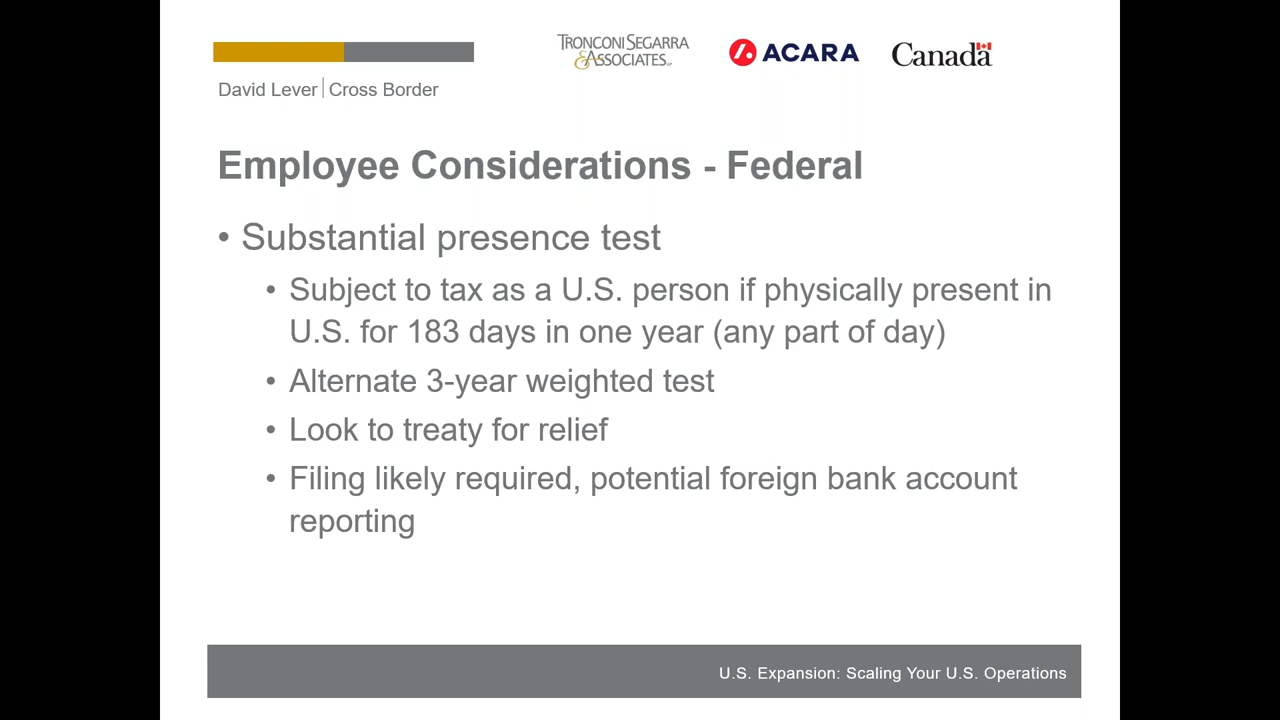 TRONCONI SEGARRA
& ASSOCIATES LLP
ACARA
Canada
David Lever | Cross Border
Employee Considerations - Federal
• Substantial presence test
• Subject to tax as a U.S. person if physically present in
U.S. for 183 days in one year (any part of day)
• Alternate 3-year weighted test
• Look to treaty for relief
• Filing likely required, potential foreign bank account
reporting
U.S. Expansion: Scaling Your U.S. Operations